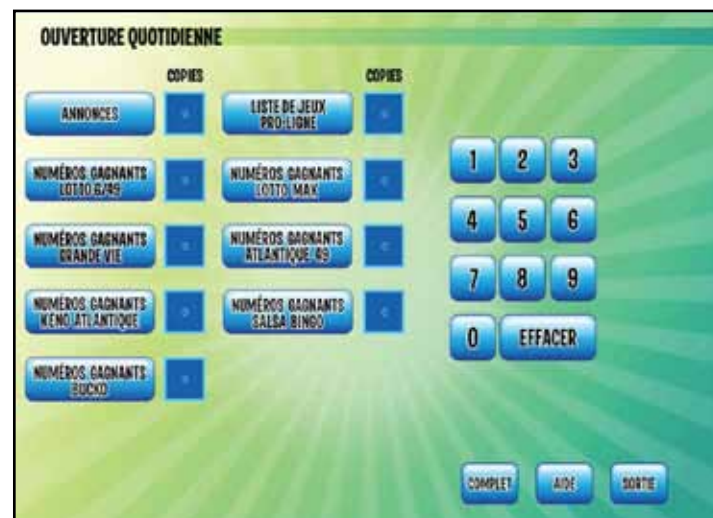 OUVERTURE QUOTIDIENNE
COPIES COPIES
ANNONCES
LISTE DE JEUX
PRO•LIGNE
NUMÉROS GAGNANTS
LOTTO 6/49
NUMÉROS GAGNANTS
LOTTO MAX
NUMÉROS GAGNANTS
GRANDE VIE
NUMÉROS GAGNANTS
ATLANTIQUE 49
NUMÉROS GAGNANTS
KENO ATLANTIQUE
NUMÉROS GAGNANTS
SALSA BINGO
NUMÉROS GAGNANTS
BUCKO
1 2 3
4 5 6
7 8 9
0 EFFACER
COMPLET AIDE SORTIE